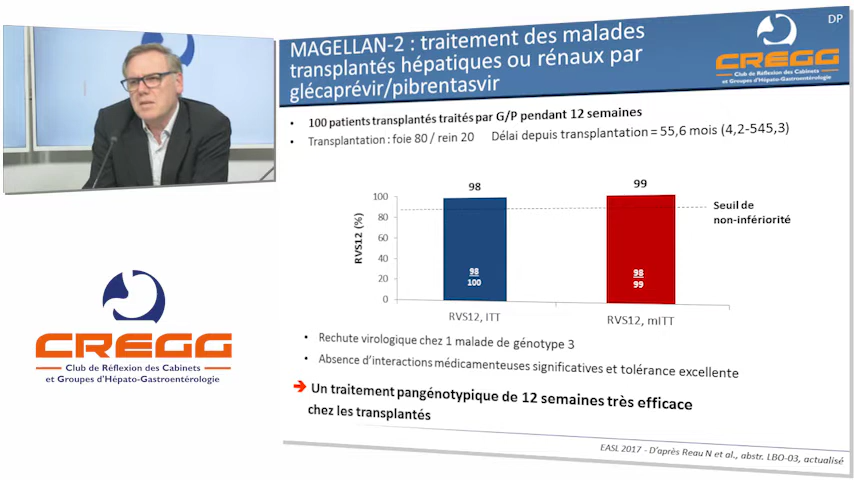 MAGELLAN-2 : traitement des malades
transplantés hépatiques ou rénaux par
glécaprévir/pibrentasvir
DP
CREGG
Club de Réflexion des Cabinets
et Groupes d'Hépato-Gastroentérologie
• 100 patients transplantés traités par G/P pendant 12 semaines
• Transplantation : foie 80 / rein 20 Délai depuis transplantation = 55,6 mois (4,2-545,3)
RVS12 (%)
100
80
60
40
20
0
98
99
Seuil de
non-infériorité
98
100
98
99
RVS12, ITT
RVS12, mITT
• Rechute virologique chez 1 malade de génotype 3
• Absence d'interactions médicamenteuses significatives et tolérance excellente
➔ Un traitement pangénotypique de 12 semaines très efficace
chez les transplantés
EASL 2017 - D'après Reau N et al., abstr. LBO-03, actualisé
CREGG
Club de Réflexion des Cabinets
et Groupes d'Hépato-Gastroentérologie